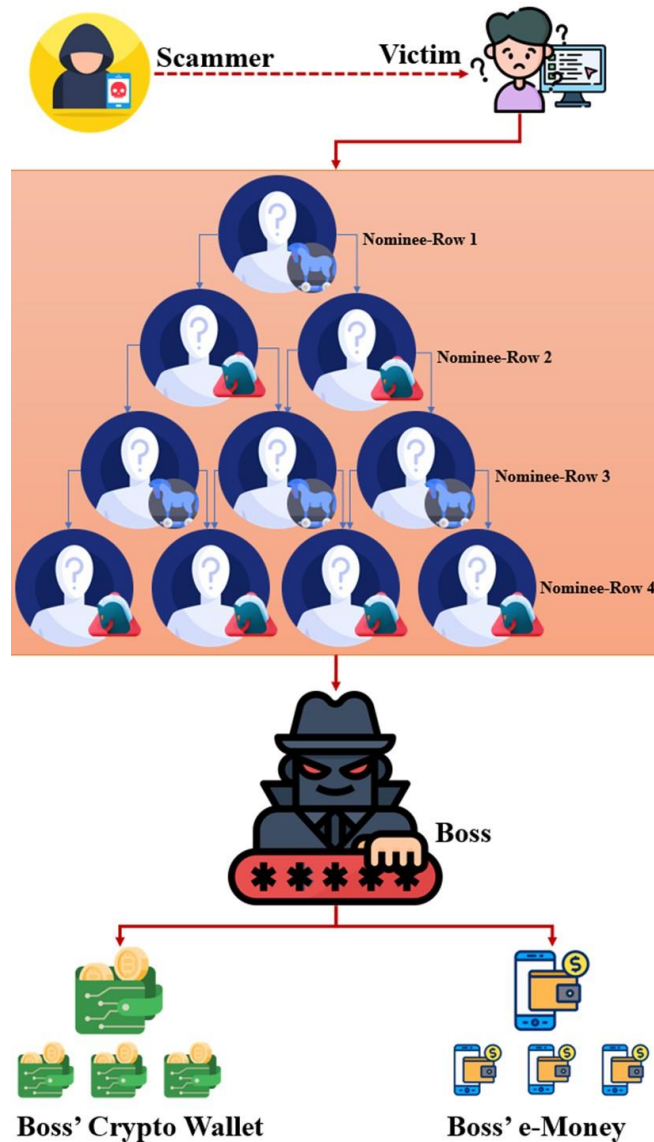 Scammer
Victim
Nominee-Row 1
Nominee-Row 2
Nominee-Row 3
Nominee-Row 4
Boss
*****
Boss’ Crypto Wallet
Boss’ e-Money